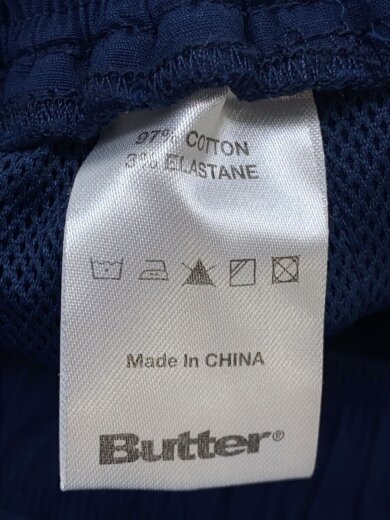 97% COTTON
3% ELASTANE
Made In CHINA
Butter®